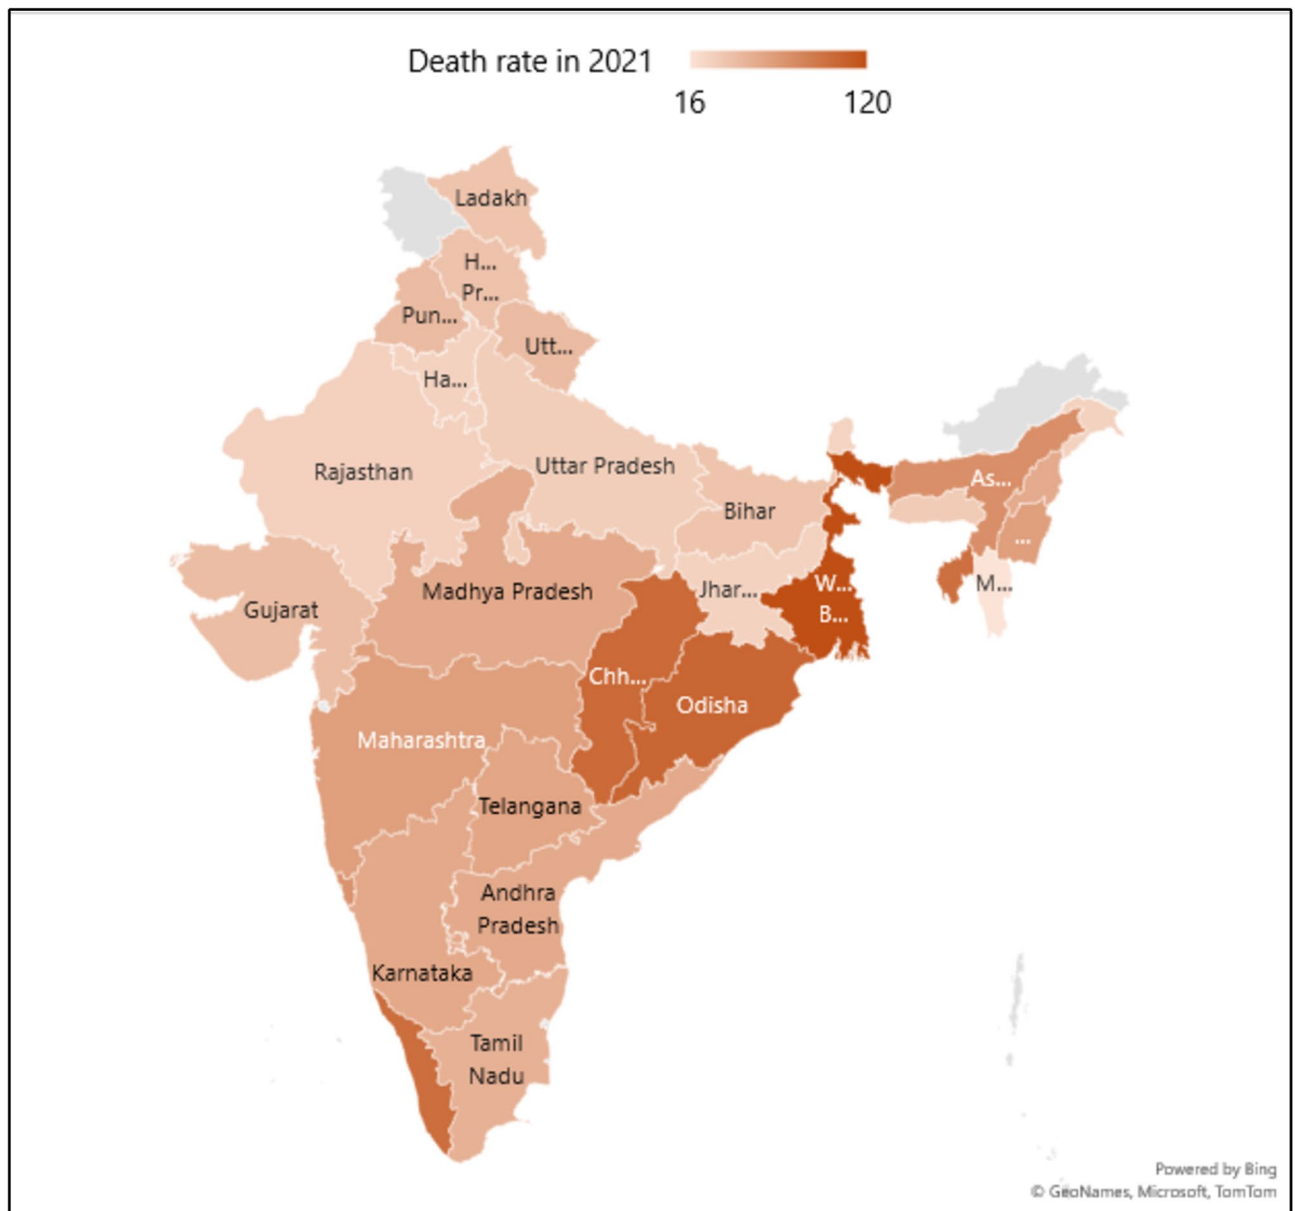 Death rate in 2021
16 120
Ladakh
H...
Pr...
Pun...
Utt...
Ha...
Rajasthan
Uttar Pradesh
As...
Bihar
...
Madhya Pradesh
Jhar...
W...
B...
M...
Gujarat
Chh...
Odisha
Maharashtra
Telangana
Andhra
Pradesh
Karnataka
Tamil
Nadu
Powered by Bing
© GeoNames, Microsoft, TomTom